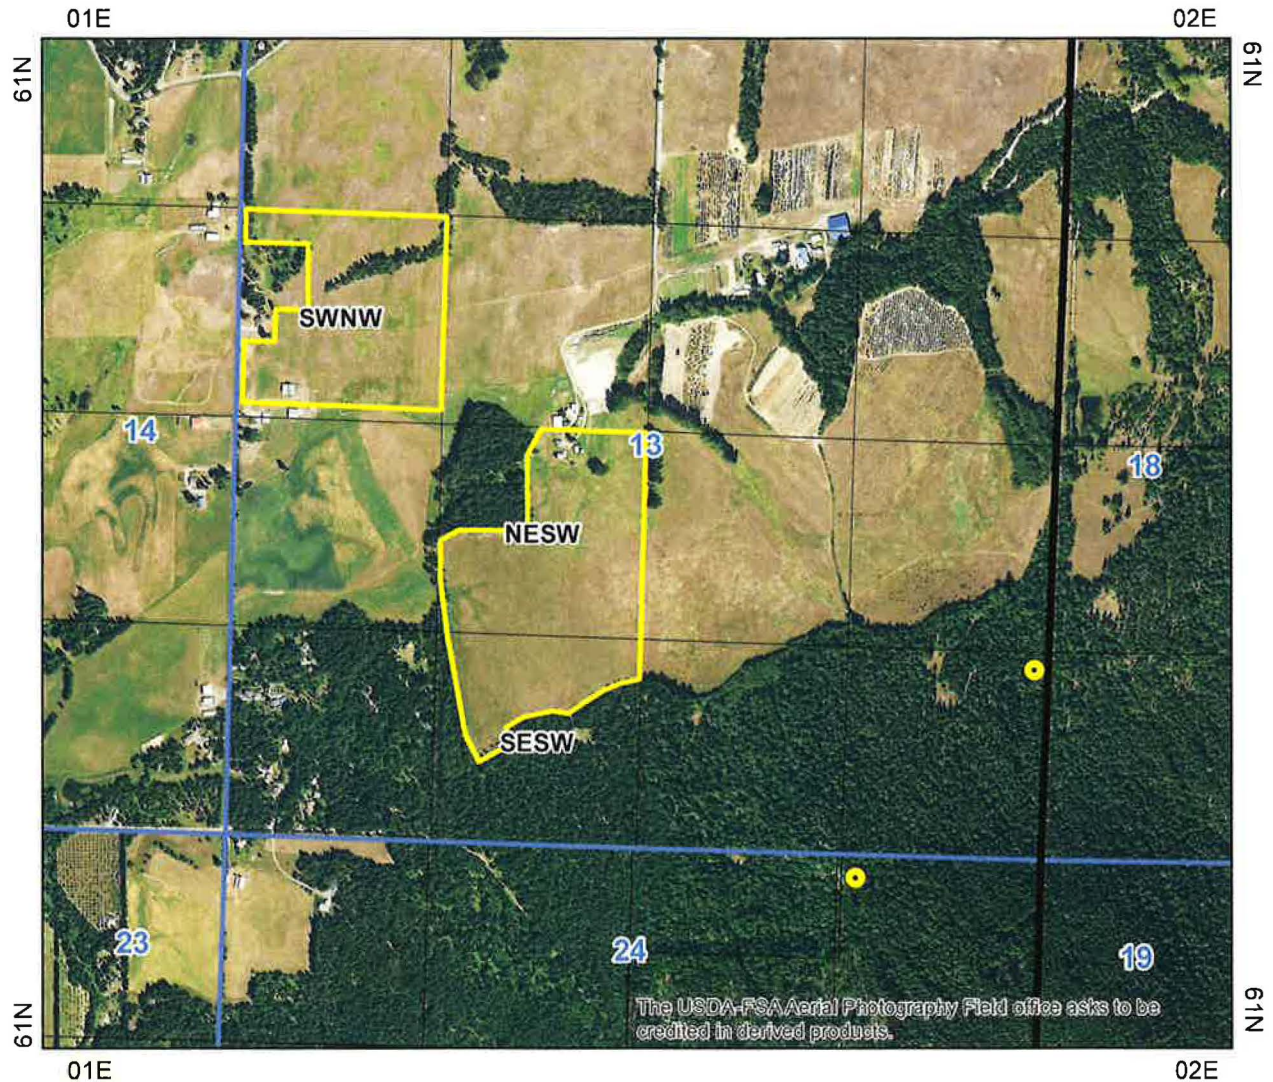 01E
02E
61N
61N
SWNW
14
13
18
NESW
SESW
23
24
19
The USDA-FSA Aerial Photography Field office asks to be
credited in derived products.
61N
61N
01E
02E